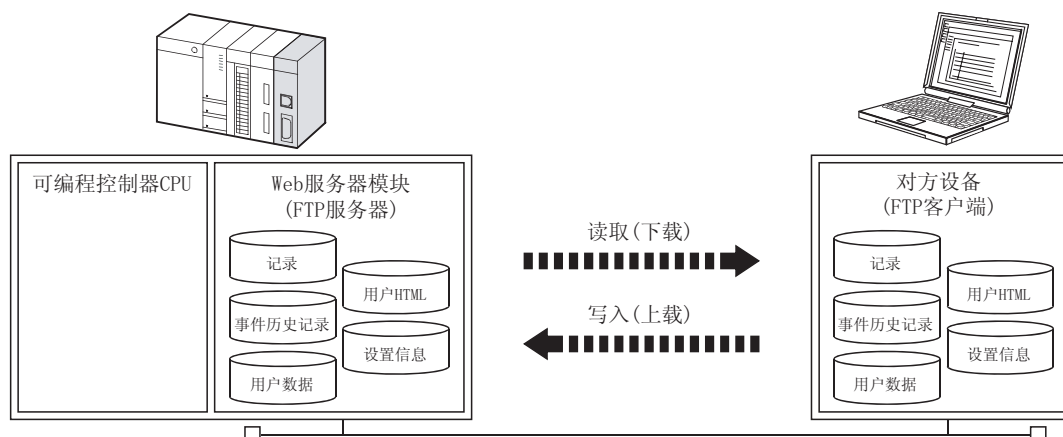 可编程控制器CPU
Web服务器模块
(FTP服务器)
记录
用户HTML
事件历史记录
设置信息
用户数据
读取(下载)
写入(上载)
对方设备
(FTP客户端)
记录
用户HTML
事件历史记录
设置信息
用户数据